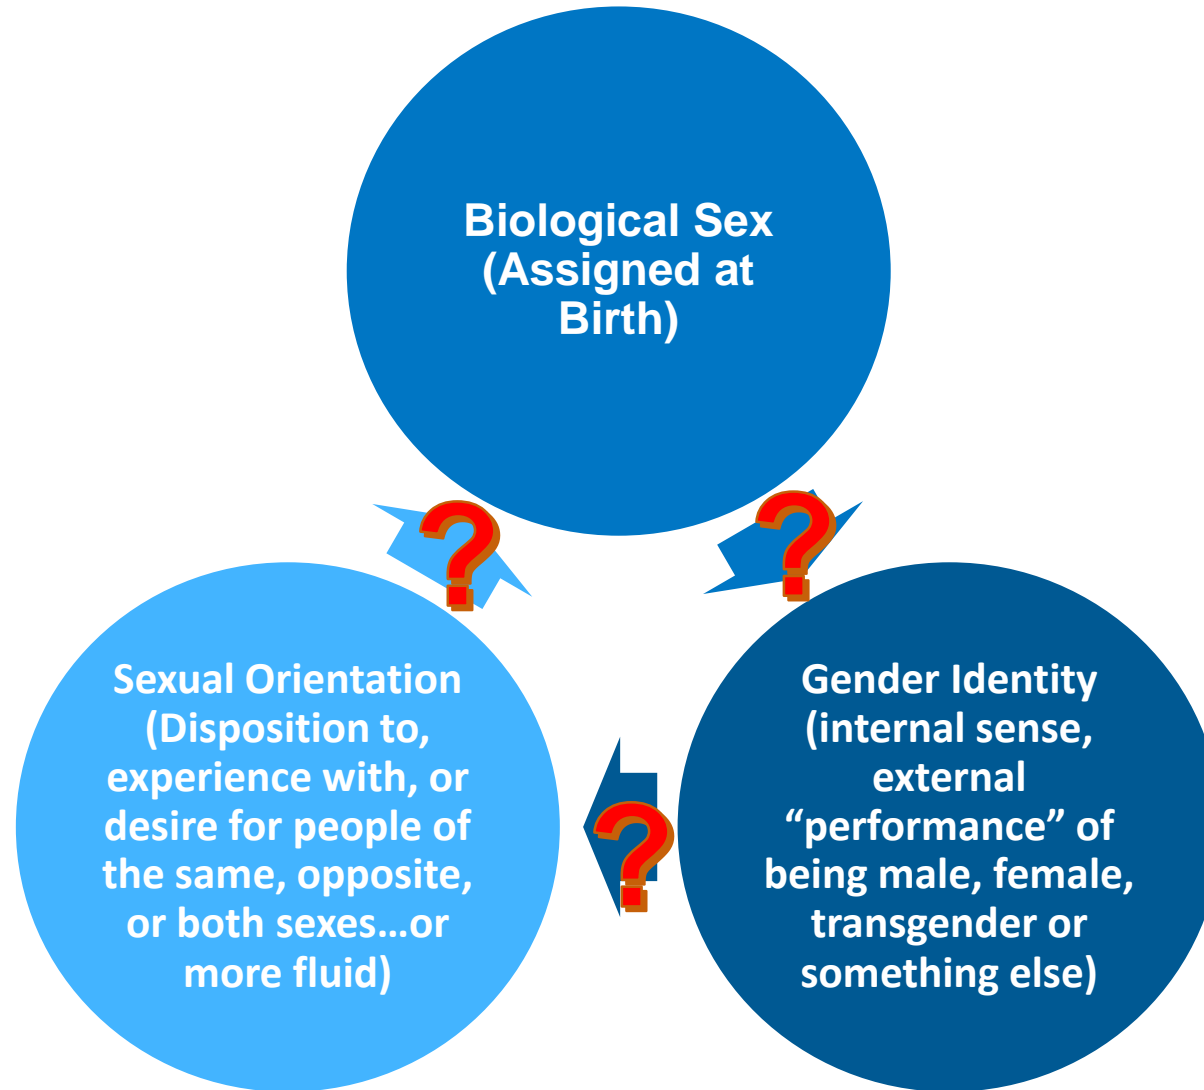 Biological Sex
(Assigned at
Birth)
?
?
Sexual Orientation
(Disposition to,
experience with, or
desire for people of
the same, opposite,
or both sexes…or
more fluid)
?
Gender Identity
(internal sense,
external
“performance” of
being male, female,
transgender or
something else)